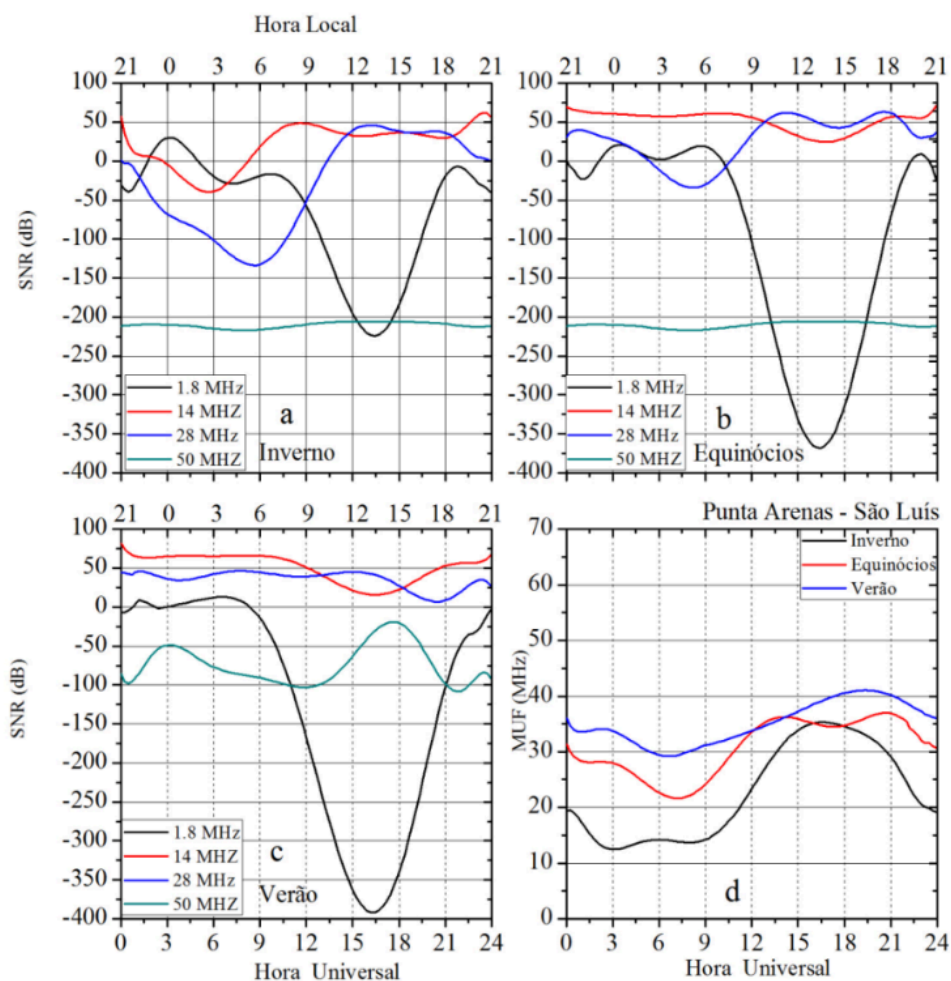 Hora Local
21 0 3 6 9 12 15 18 21
21 0 3 6 9 12 15 18 21
100
50
0
-50
-100
-150
-200
-250
-300
-350
-400
SNR (dB)
1.8 MHz
14 MHZ
28 MHz
50 MHZ
a
Inverno
100
50
0
-50
-100
-150
-200
-250
-300
-350
-400
1.8 MHz
14 MHZ
28 MHz
50 MHZ
b
Equinócios
21 0 3 6 9 12 15 18 21
100
50
0
-50
-100
-150
-200
-250
-300
-350
-400
SNR (dB)
1.8 MHz
14 MHZ
28 MHz
50 MHZ
c
Verão
0 3 6 9 12 15 18 21 24
Hora Universal
Punta Arenas - São Luís
70
60
50
40
30
20
10
0
MUF (MHz)
Inverno
Equinócios
Verão
d
0 3 6 9 12 15 18 21 24
Hora Universal